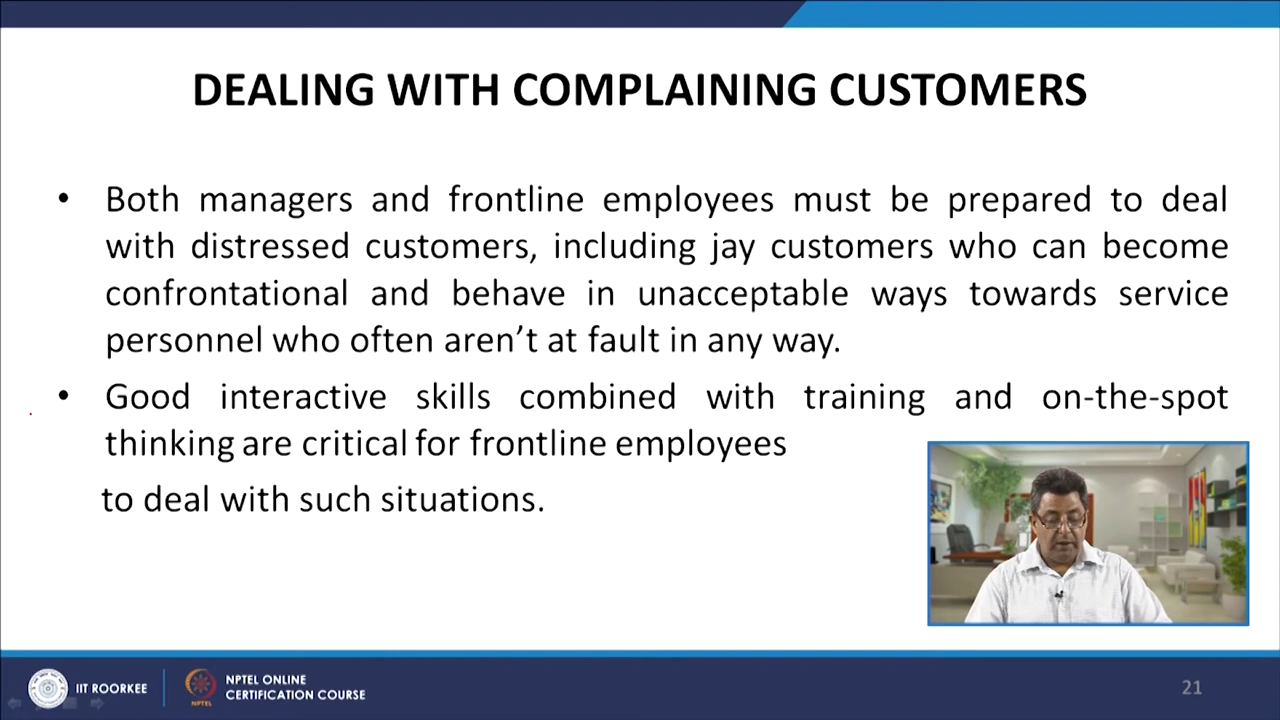 DEALING WITH COMPLAINING CUSTOMERS
• Both managers and frontline employees must be prepared to deal
with distressed customers, including jay customers who can become
confrontational and behave in unacceptable ways towards service
personnel who often aren’t at fault in any way.
• Good interactive skills combined with training and on-the-spot
thinking are critical for frontline employees
to deal with such situations.
IIT ROORKEE
NPTEL
NPTEL ONLINE
CERTIFICATION COURSE
21